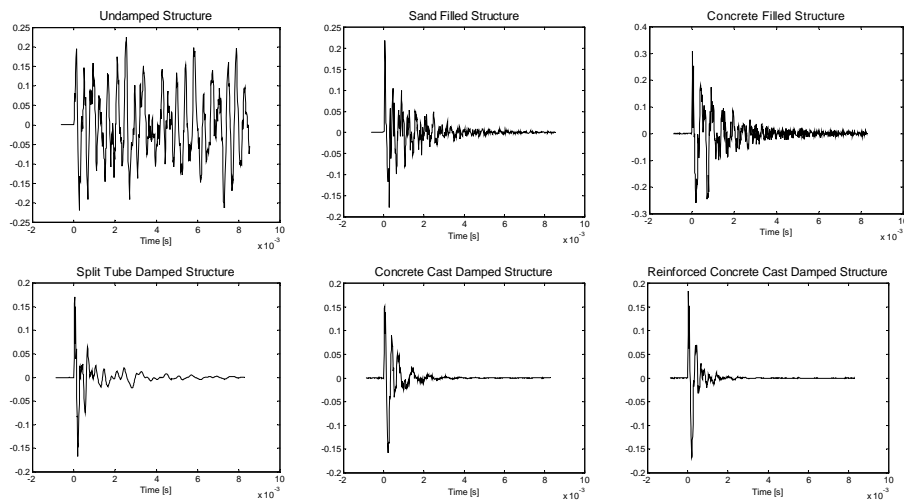 Undamped Structure
0.25
0.2
0.15
0.1
0.05
0
-0.05
-0.1
-0.15
-0.2
0.25
-2 0 2 4 6 8 10
Time [s]
x 10-3
Sand Filled Structure
0.25
0.2
0.15
0.1
0.05
0
-0.05
-0.1
-0.15
0.2
-2 0 2 4 6 8 10
Time [s]
x 10-3
Concrete Filled Structure
0.4
0.3
0.2
0.1
0
-0.1
-0.2
-0.3
-2 0 2 4 6 8 10
Time [s]
x 10-3
Split Tube Damped Structure
0.2
0.15
0.1
0.05
0
-0.05
-0.1
-0.15
0.2
-2 0 2 4 6 8 10
Time [s]
x 10-3
Concrete Cast Damped Structure
0.2
0.15
0.1
0.05
0
-0.05
-0.1
-0.15
0.2
-2 0 2 4 6 8 10
Time [s]
x 10-3
Reinforced Concrete Cast Damped Structure
0.2
0.15
0.1
0.05
0
-0.05
-0.1
-0.15
0.2
-2 0 2 4 6 8 10
Time [s]
x 10-3